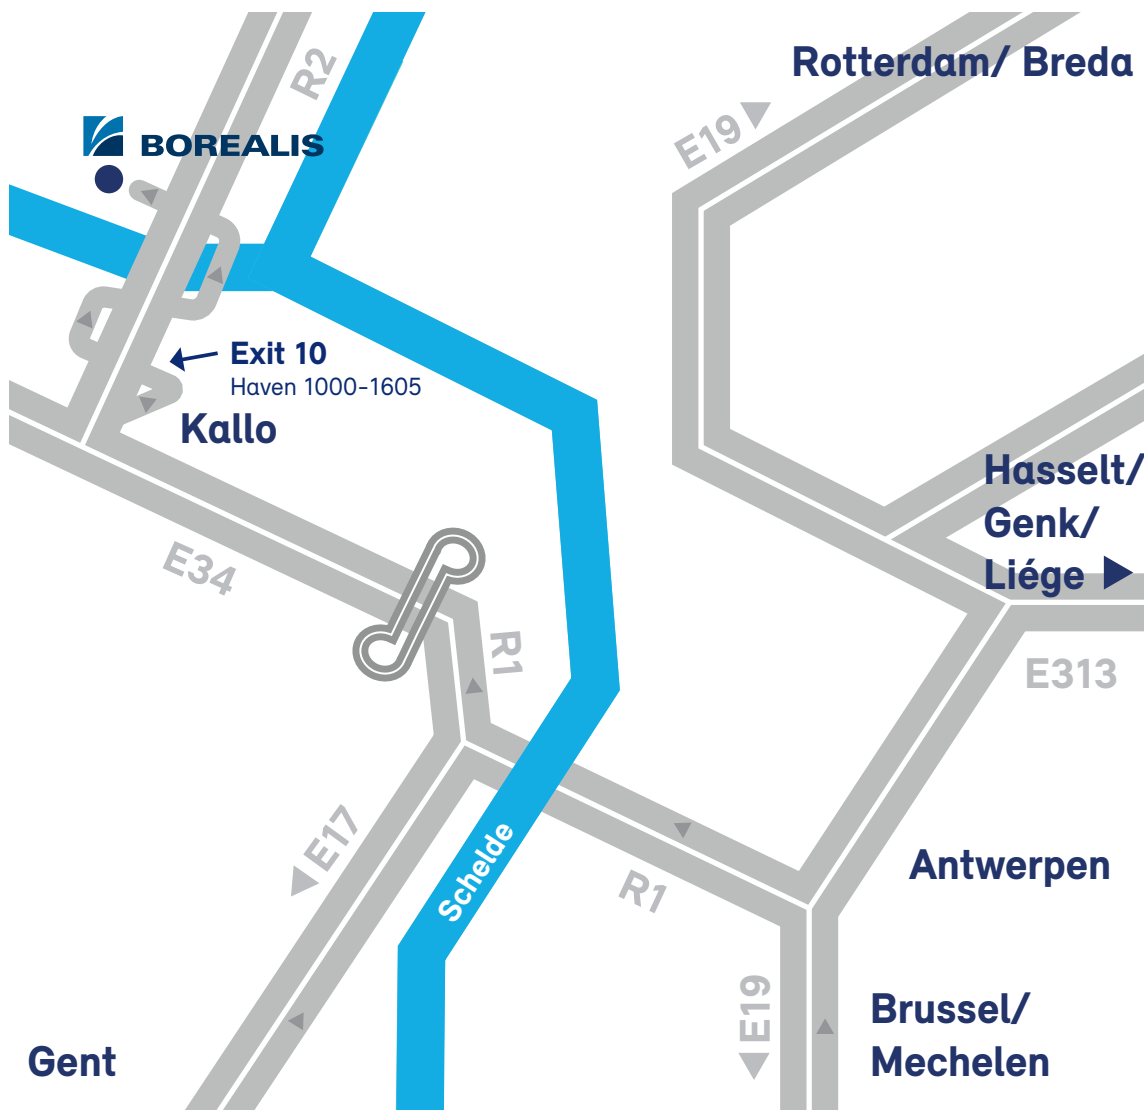 Rotterdam/ Breda
R2
E19
BOREALIS
Exit 10
Haven 1000-1605
Kallo
Hasselt/
Genk/
Liége
E34
R1
E313
E17
Schelde
R1
Antwerpen
E19
Brussel/
Mechelen
Gent